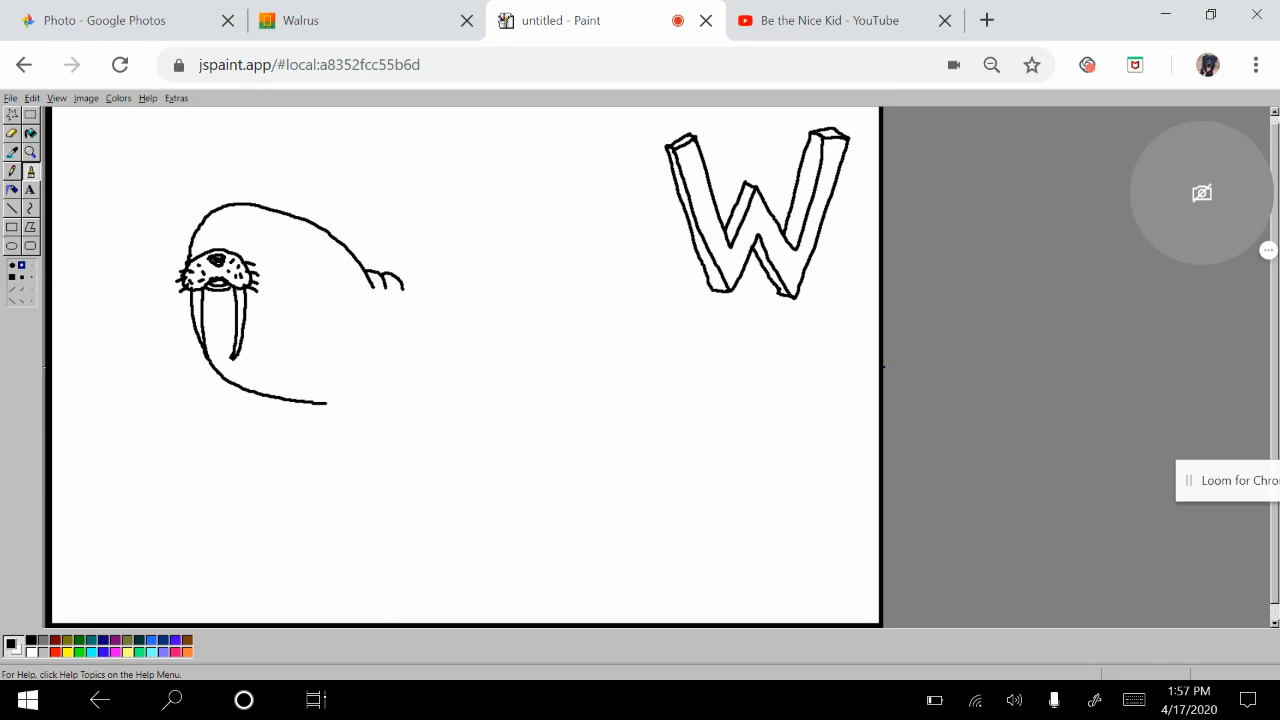 Photo - Google Photos
Walrus
untitled - Paint
Be the Nice Kid - YouTube
jspaint.app/#local:a8352fcc55b6d
File Edit View Image Colors Help Extras
W
Loom for Chro
For Help, click Help Topics on the Help Menu.
1:57 PM
4/17/2020